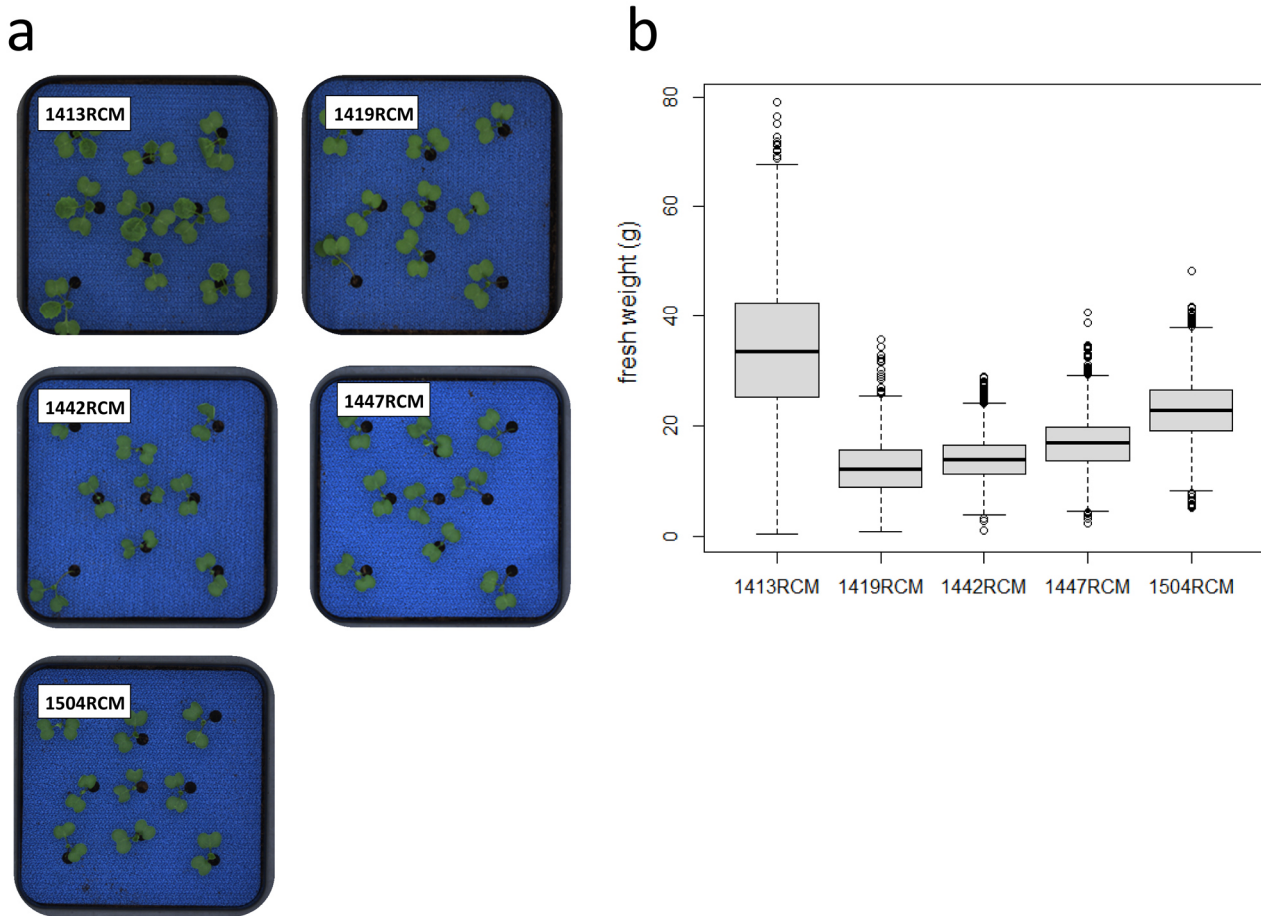 a
b
1413RCM
1419RCM
1442RCM
1447RCM
1504RCM
fresh weight (g)
80
60
40
20
0
1413RCM 1419RCM 1442RCM 1447RCM 1504RCM